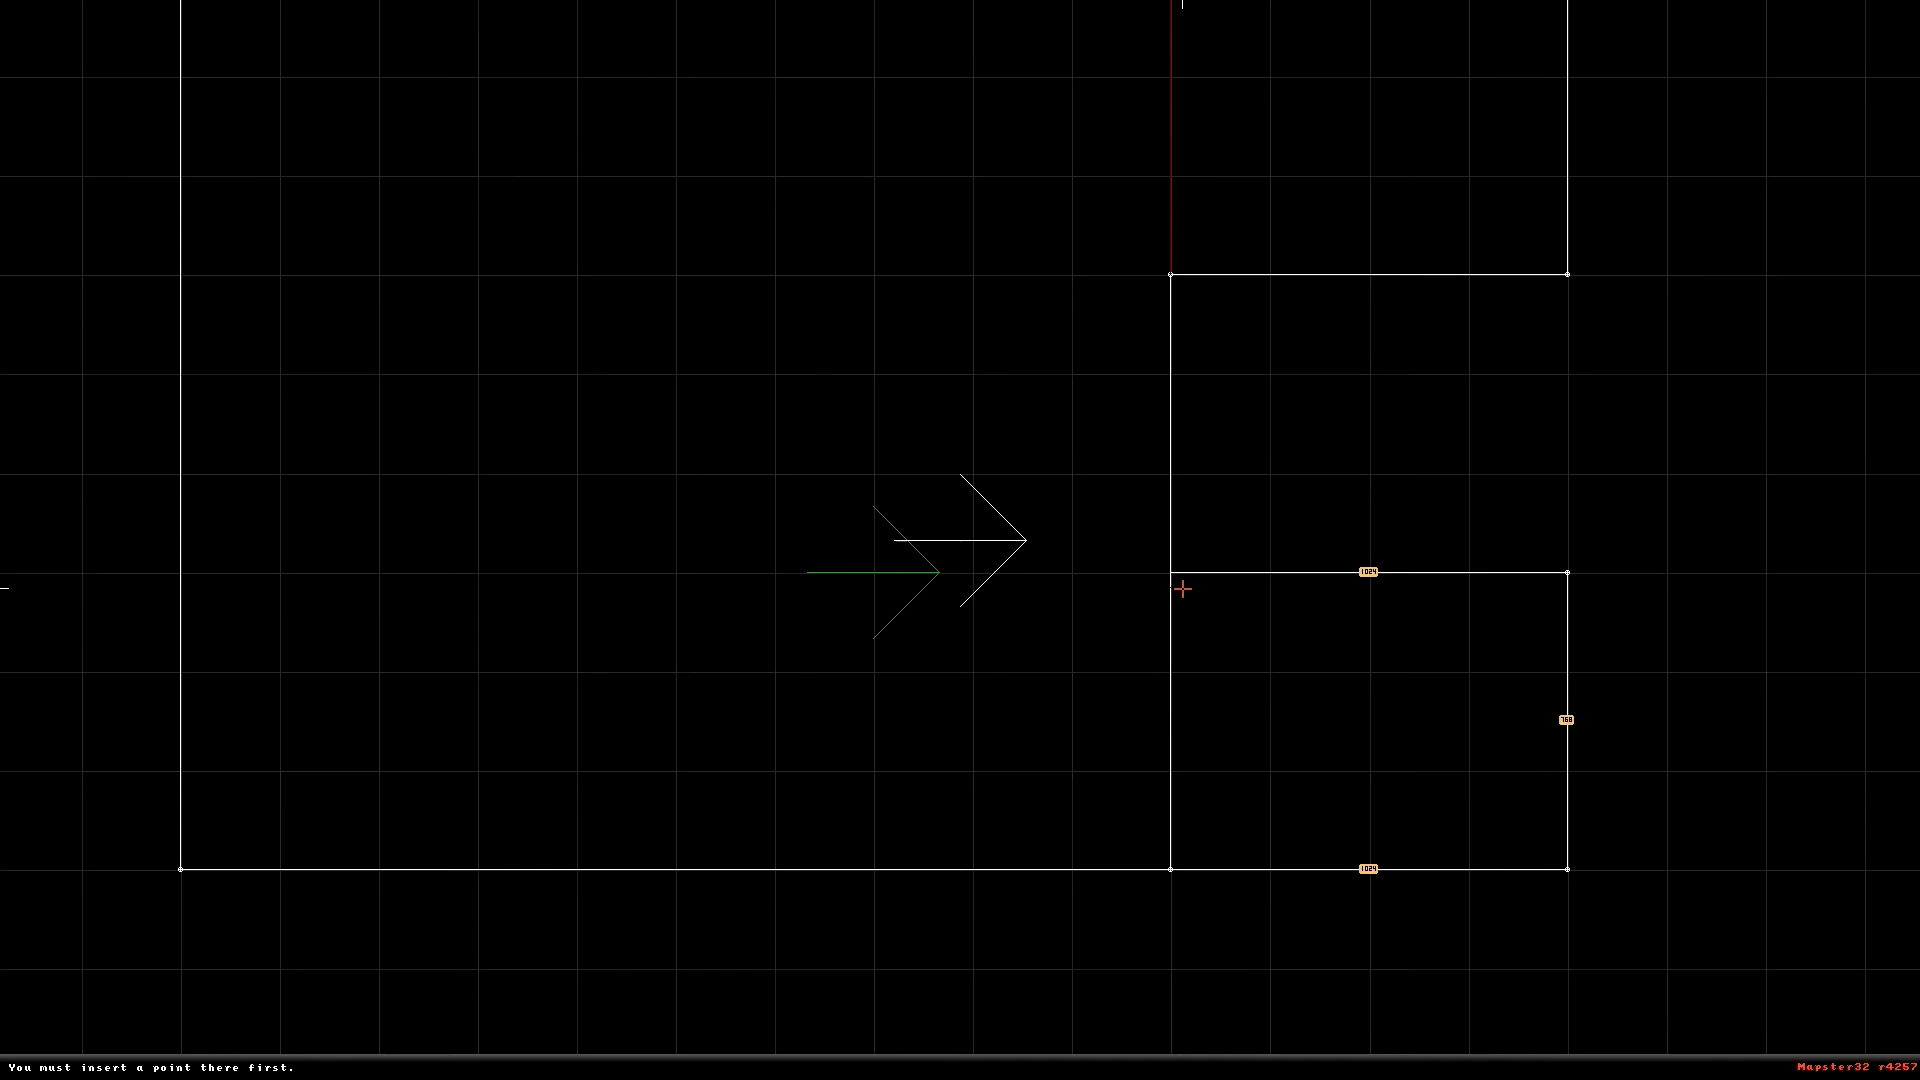 1024
768
1024
You must insert a point there first.
Mapster32 r4257